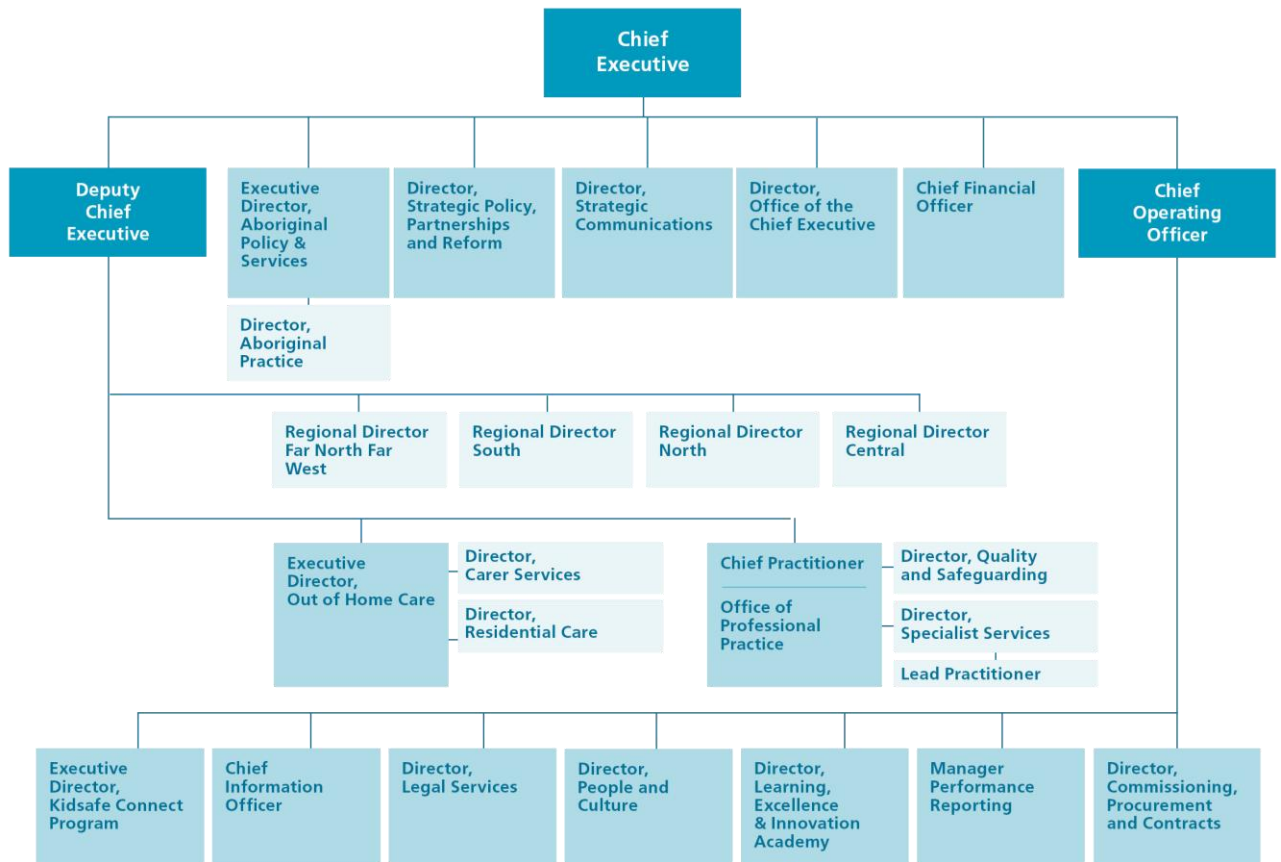 Chief
Executive
Deputy
Chief
Executive
Executive
Director,
Aboriginal
Policy &
Services
Director,
Strategic Policy,
Partnerships
and Reform
Director,
Strategic
Communications
Director,
Office of the
Chief Executive
Chief Financial
Officer
Chief
Operating
Officer
Director,
Aboriginal
Practice
Regional Director
Far North Far
West
Regional Director
South
Regional Director
North
Regional Director
Central
Executive
Director,
Out of Home Care
Director,
Carer Services
Director,
Residential Care
Chief Practitioner
Office of
Professional
Practice
Director, Quality
and Safeguarding
Director,
Specialist Services
Lead Practitioner
Executive
Director,
Kidsafe Connect
Program
Chief
Information
Officer
Director,
Legal Services
Director,
People and
Culture
Director,
Learning,
Excellence
& Innovation
Academy
Manager
Performance
Reporting
Director,
Commissioning,
Procurement
and Contracts